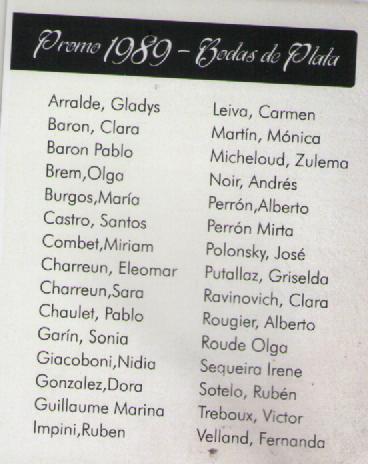 Promo 1989 - Bodas de Plata
Arralde, Gladys
Baron, Clara
Baron Pablo
Brem,Olga
Burgos,María
Castro, Santos
Combet,Miriam
Charreun, Eleomar
Charreun,Sara
Chaulet, Pablo
Garín, Sonia
Giacoboni,Nidia
Gonzalez,Dora
Guillaume Marina
Impini,Ruben
Leiva, Carmen
Martín, Mónica
Micheloud, Zulema
Noir, Andrés
Perrón,Alberto
Perrón Mirta
Polonsky, José
Putallaz, Griselda
Ravinovich, Clara
Rougier, Alberto
Roude Olga
Sequeira Irene
Sotelo, Rubén
Treboux, Victor
Velland, Fernanda